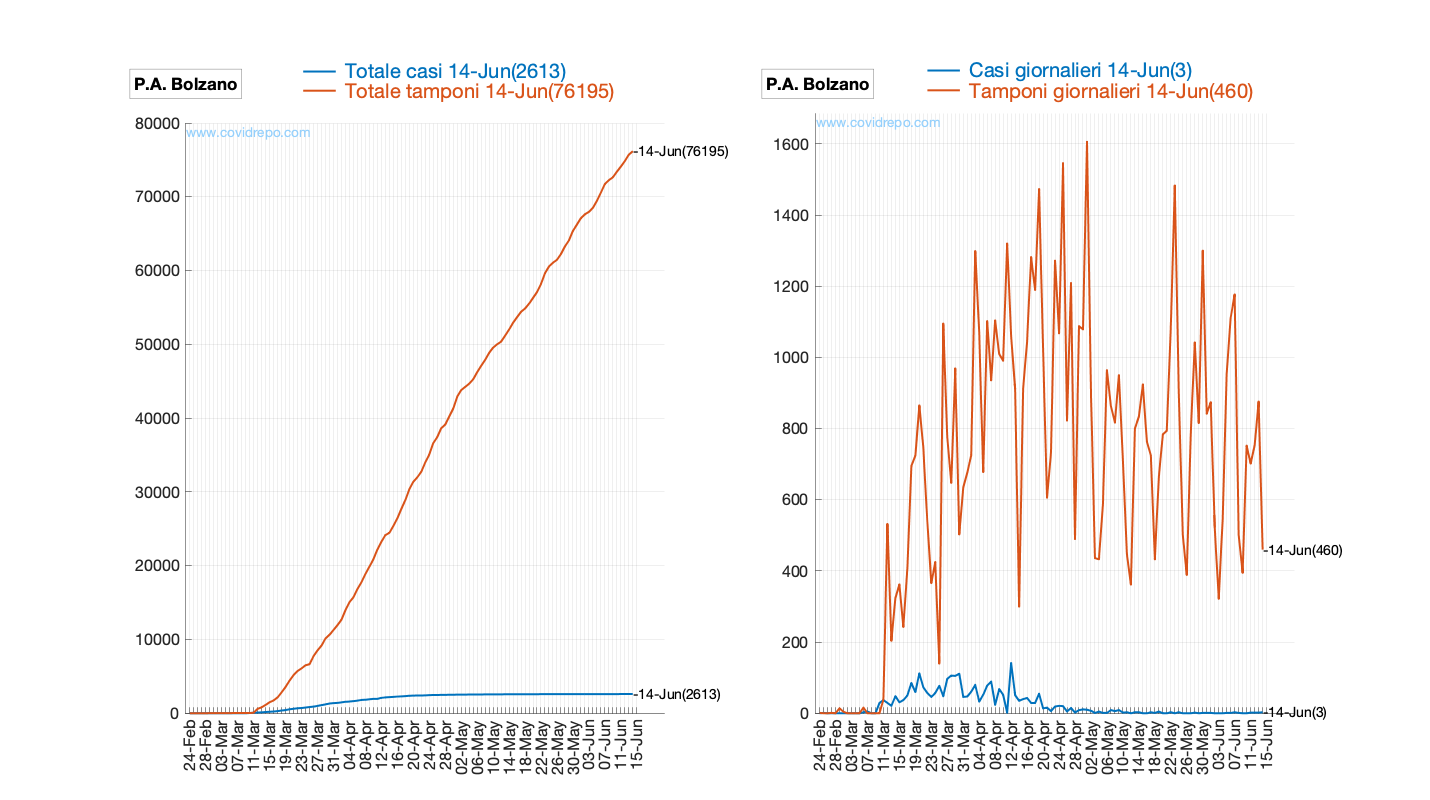 P.A. Bolzano
Totale casi 14-Jun(2613)
Totale tamponi 14-Jun(76195)
www.covidrepo.com
80000
70000
60000
50000
40000
30000
20000
10000
0
14-Jun(76195)
14-Jun(2613)
24-Feb
28-Feb
03-Mar
07-Mar
11-Mar
15-Mar
19-Mar
23-Mar
27-Mar
31-Mar
04-Apr
08-Apr
12-Apr
16-Apr
20-Apr
24-Apr
28-Apr
02-May
06-May
10-May
14-May
18-May
22-May
26-May
30-May
03-Jun
07-Jun
11-Jun
15-Jun
P.A. Bolzano
Casi giornalieri 14-Jun(3)
Tamponi giornalieri 14-Jun(460)
www.covidrepo.com
1600
1400
1200
1000
800
600
400
200
0
14-Jun(460)
14-Jun(3)
24-Feb
28-Feb
03-Mar
07-Mar
11-Mar
15-Mar
19-Mar
23-Mar
27-Mar
31-Mar
04-Apr
08-Apr
12-Apr
16-Apr
20-Apr
24-Apr
28-Apr
02-May
06-May
10-May
14-May
18-May
22-May
26-May
30-May
03-Jun
07-Jun
11-Jun
15-Jun